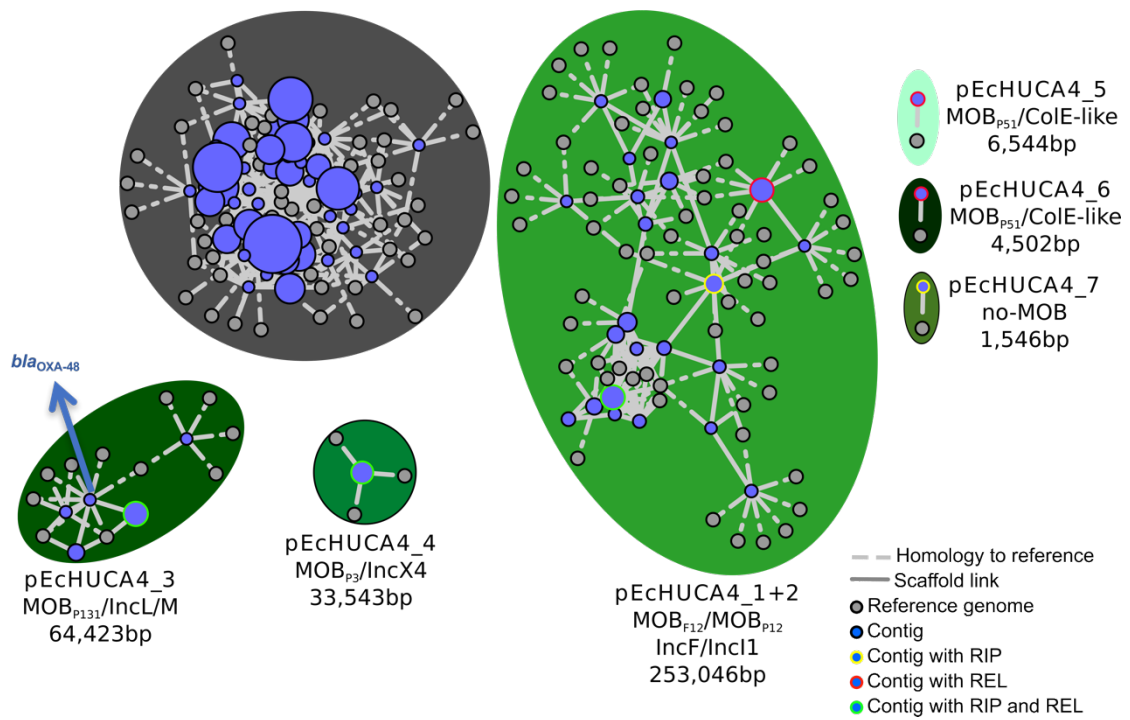 pEcHUCA4_5
MOBP51/ColE-like
6,544bp
pEcHUCA4_6
MOBP51/ColE-like
4,502bp
pEcHUCA4_7
no-MOB
1,546bp
blaOXA-48
pEcHUCA4_3
MOBP131/IncL/M
64,423bp
pEcHUCA4_4
MOBP3/IncX4
33,543bp
pEcHUCA4_1+2
MOBF12/MOBP12
IncF/IncI1
253,046bp
Homology to reference
Scaffold link
Reference genome
Contig
Contig with RIP
Contig with REL
Contig with RIP and REL